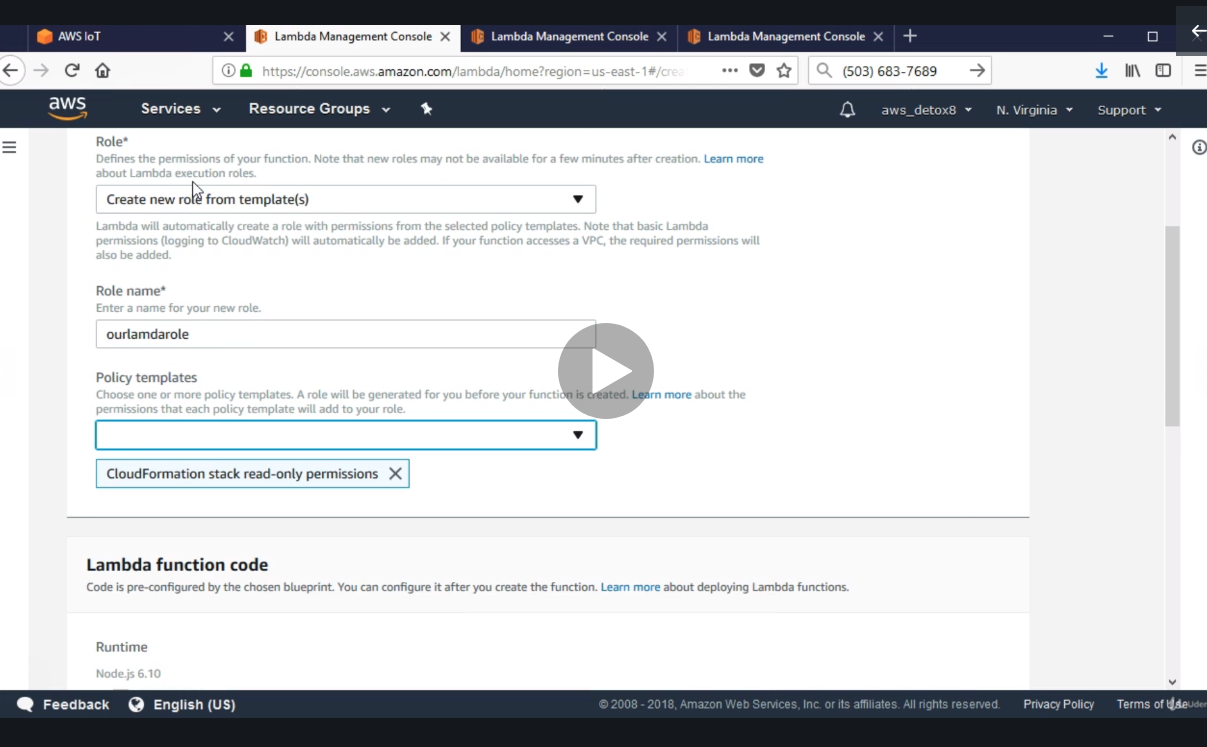 AWS IoT
Lambda Management Console
Lambda Management Console
Lambda Management Console
https://console.aws.amazon.com/lambda/home?region=us-east-1#/crea
(503) 683-7689
aws
Services
Resource Groups
aws_detox8
N. Virginia
Support
Role*
Defines the permissions of your function. Note that new roles may not be available for a few minutes after creation. Learn more
about Lambda execution roles.
Create new role from template(s)
Lambda will automatically create a role with permissions from the selected policy templates. Note that basic Lambda
permissions (logging to CloudWatch) will automatically be added. If your function accesses a VPC, the required permissions will
also be added.
Role name*
Enter a name for your new role.
ourlamdarole
Policy templates
Choose one or more policy templates. A role will be generated for you before your function is created. Learn more about the
permissions that each policy template will add to your role.
CloudFormation stack read-only permissions
Lambda function code
Code is pre-configured by the chosen blueprint. You can configure it after you create the function. Learn more about deploying Lambda functions.
Runtime
Node.js 6.10
Feedback
English (US)
© 2008 - 2018, Amazon Web Services, Inc. or its affiliates. All rights reserved.
Privacy Policy
Terms of Use